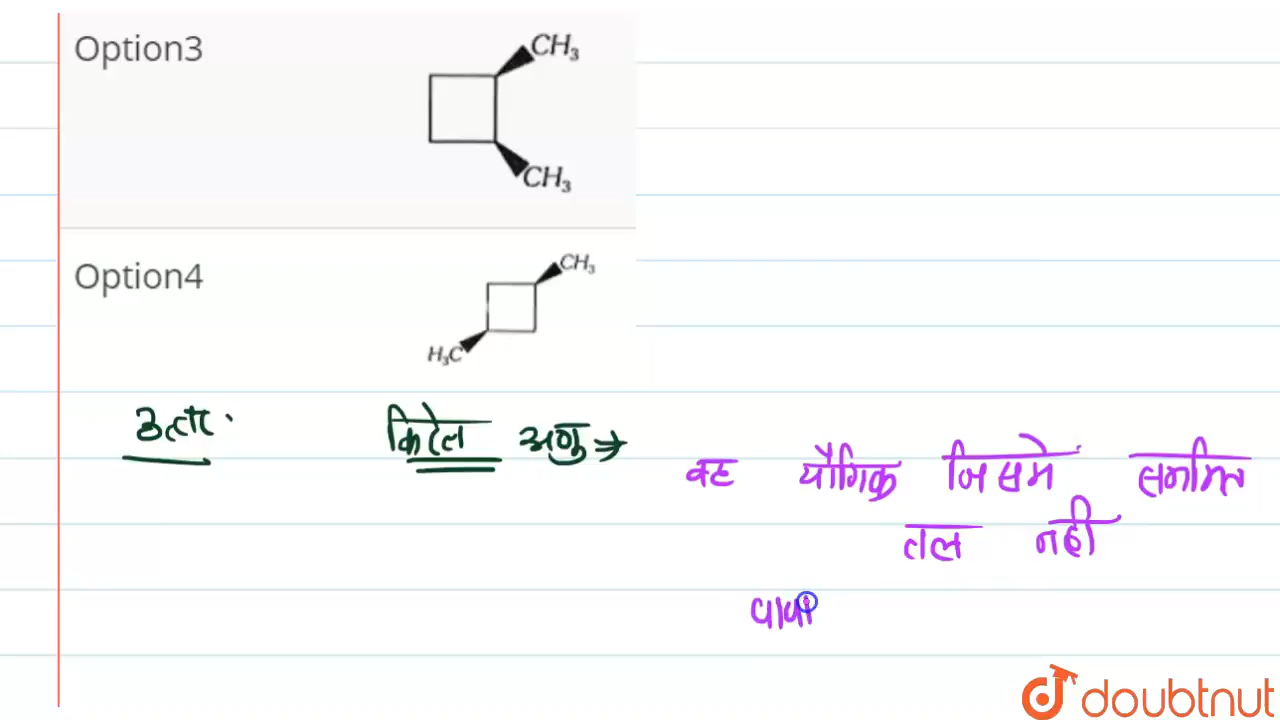 Option3
CH₃
CH₃
Option4
CH₃
H₃C
उत्तर
किरेल अणु →
वह यौगिक जिसमे सममित
तल नही
पाया
doubtnut